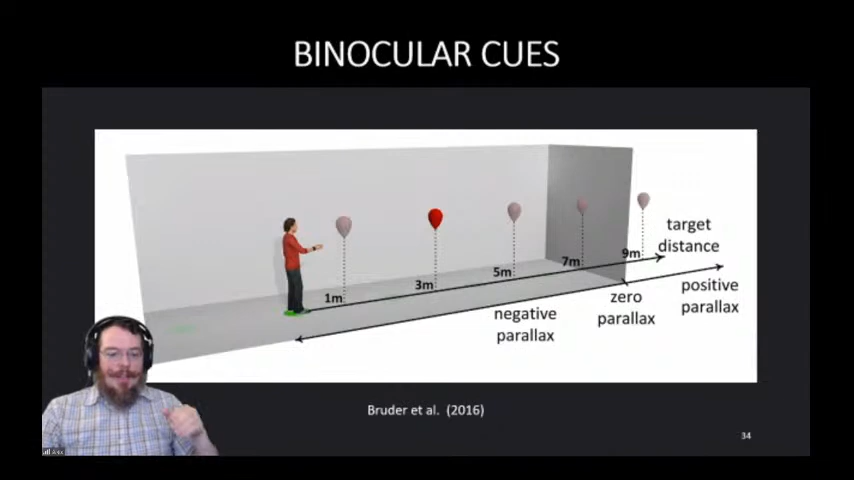 BINOCULAR CUES
1m
3m
5m
7m
9m
target
distance
negative
parallax
zero
parallax
positive
parallax
Bruder et al. (2016)
34